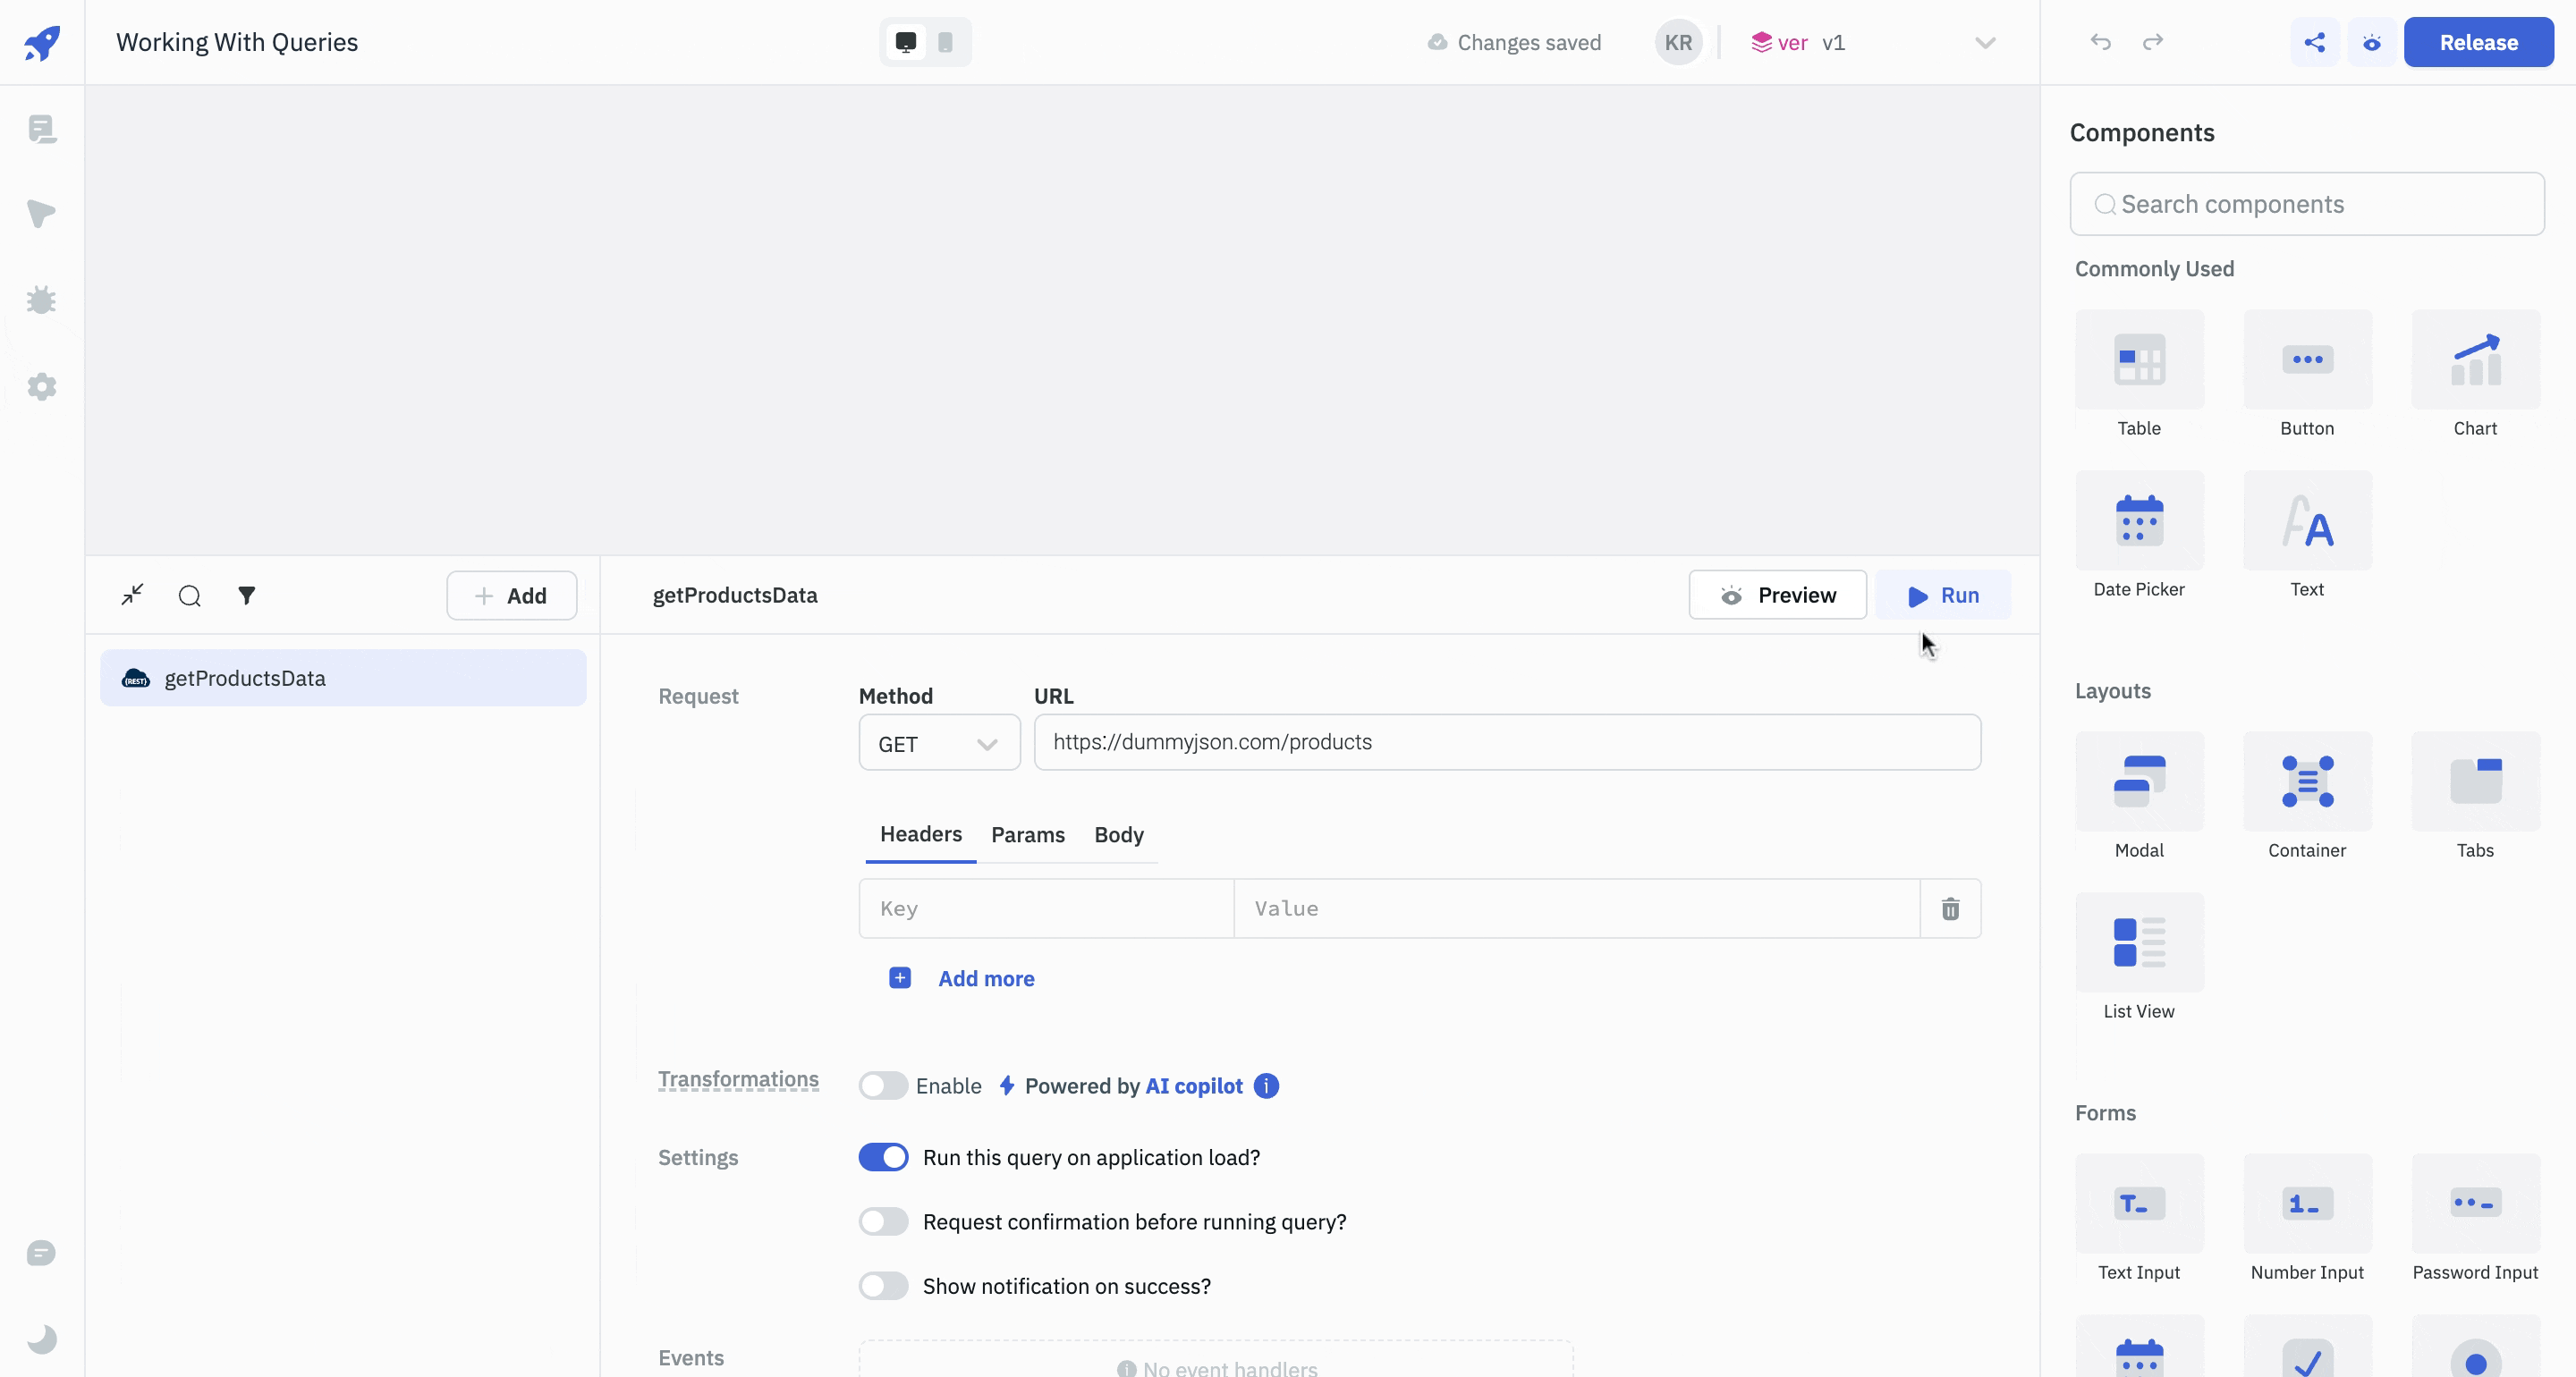 Working With Queries
Changes saved
KR
ver v1
Release
Components
Search components
Commonly Used
Table
Button
Chart
Date Picker
Text
Layouts
Modal
Container
Tabs
List View
Forms
Text Input
Number Input
Password Input
Add
getProductsData
Preview
Run
{REST}
getProductsData
Request
Method
URL
GET
https://dummyjson.com/products
Headers
Params
Body
Key
Value
Add more
Transformations
Enable
Powered by AI copilot
Settings
Run this query on application load?
Request confirmation before running query?
Show notification on success?
Events
No event handlers